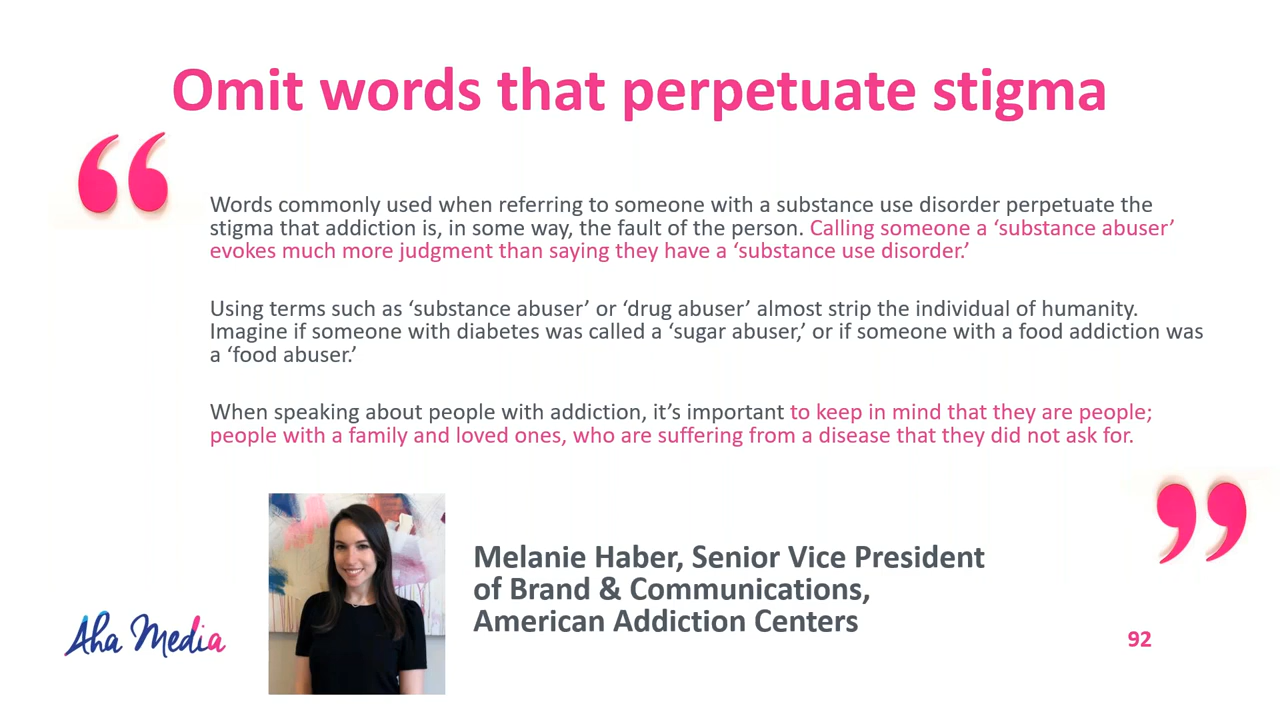 Omit words that perpetuate stigma
“
Words commonly used when referring to someone with a substance use disorder perpetuate the
stigma that addiction is, in some way, the fault of the person. Calling someone a ‘substance abuser’
evokes much more judgment than saying they have a ‘substance use disorder.’
Using terms such as ‘substance abuser’ or ‘drug abuser’ almost strip the individual of humanity.
Imagine if someone with diabetes was called a ‘sugar abuser,’ or if someone with a food addiction was
a ‘food abuser.’
When speaking about people with addiction, it’s important to keep in mind that they are people;
people with a family and loved ones, who are suffering from a disease that they did not ask for.
”
Melanie Haber, Senior Vice President
of Brand & Communications,
American Addiction Centers
Aha Media
92